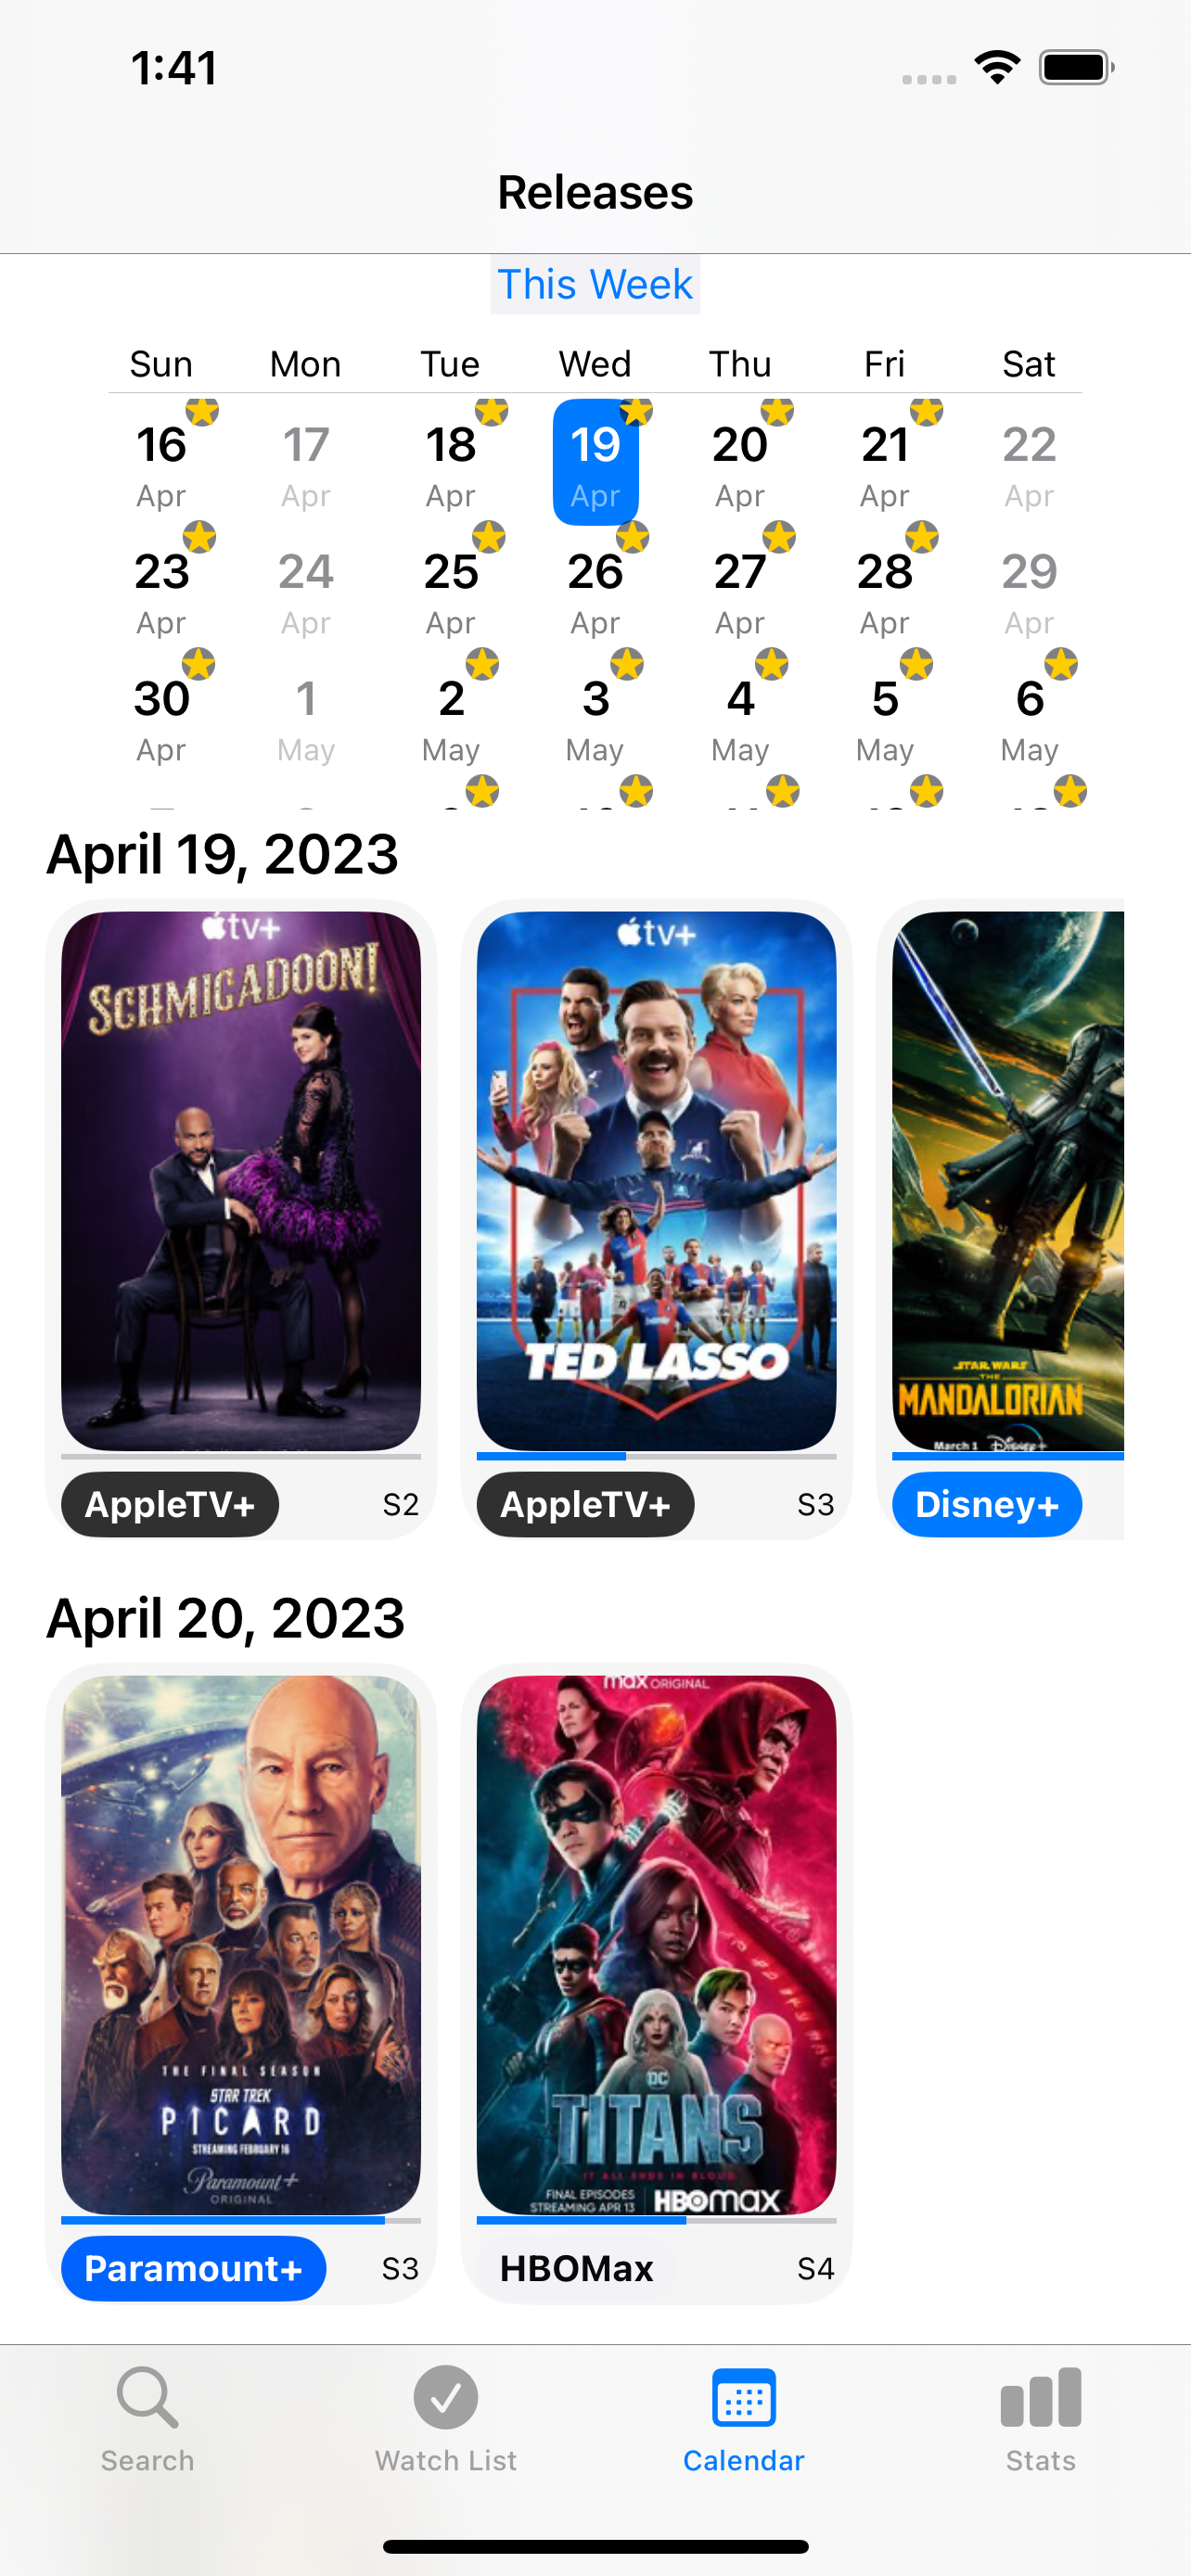 1:41
Releases
This Week
Sun Mon Tue Wed Thu Fri Sat
16 17 18 19 20 21 22
Apr Apr Apr Apr Apr Apr Apr
23 24 25 26 27 28 29
Apr Apr Apr Apr Apr Apr Apr
30 1 2 3 4 5 6
Apr May May May May May May
April 19, 2023
tv+
SCHMIGADOON!
tv+
TED LASSO
STAR WARS
THE
MANDALORIAN
March 1 Disney+
AppleTV+ S2
AppleTV+ S3
Disney+
April 20, 2023
THE FINAL SEASON
STAR TREK
PICARD
STREAMING FEBRUARY 16
Paramount+
ORIGINAL
max ORIGINAL
DC
TITANS
IT ALL ENDS IN BLOOD
FINAL EPISODES
STREAMING APR 13
HBOmax
Paramount+ S3
HBOMax S4
Search Watch List Calendar Stats